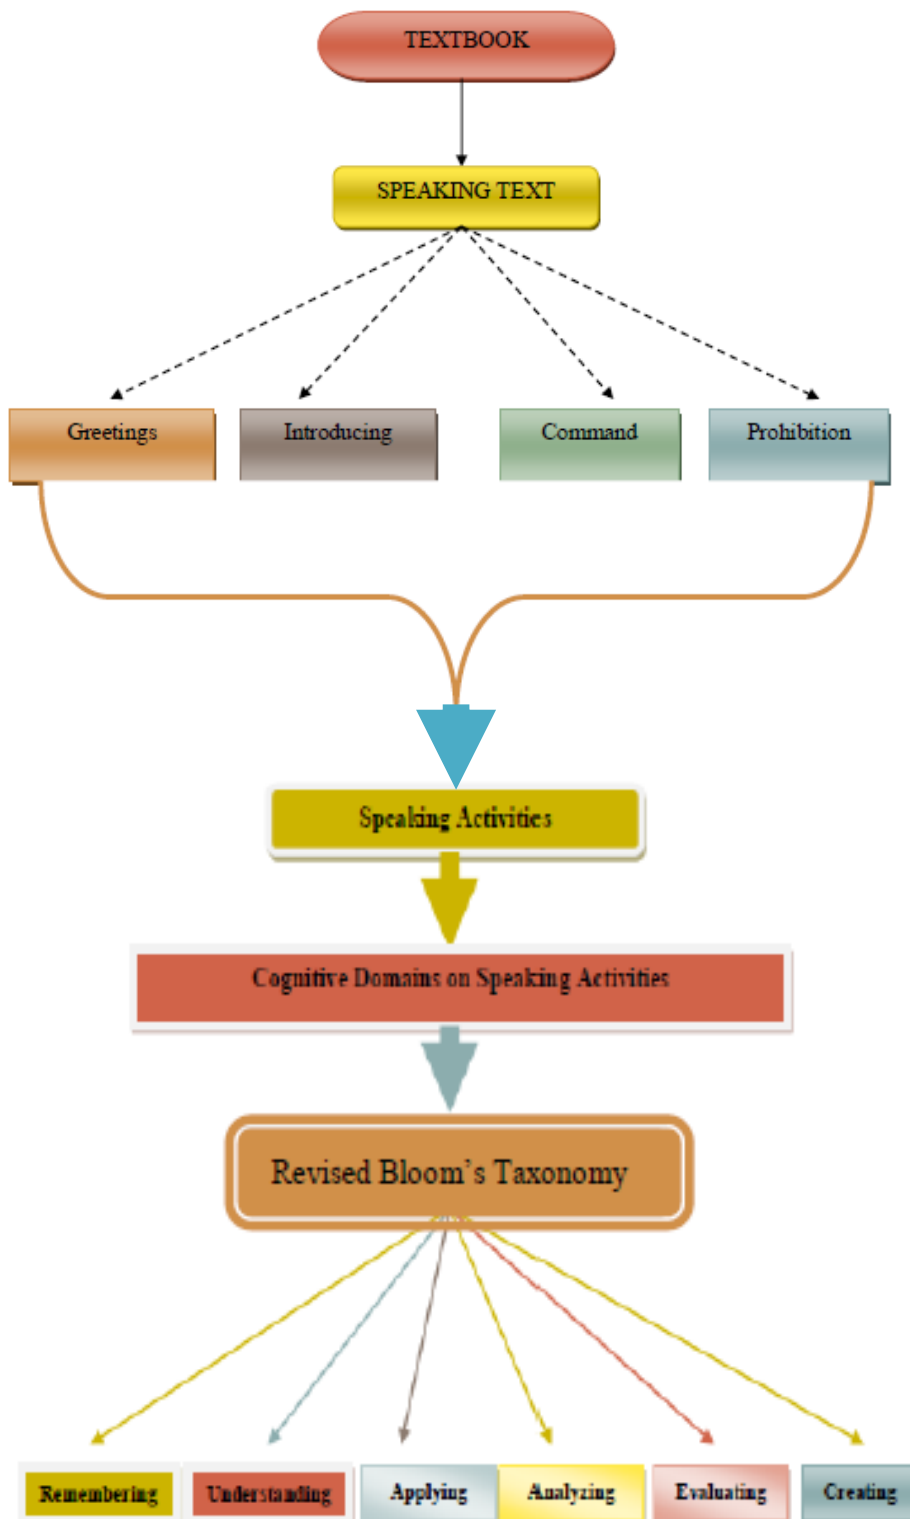 TEXTBOOK
SPEAKING TEXT
Greetings
Introducing
Command
Prohibition
Speaking Activities
Cognitive Domains on Speaking Activities
Revised Bloom’s Taxonomy
Remembering
Understanding
Applying
Analyzing
Evaluating
Creating